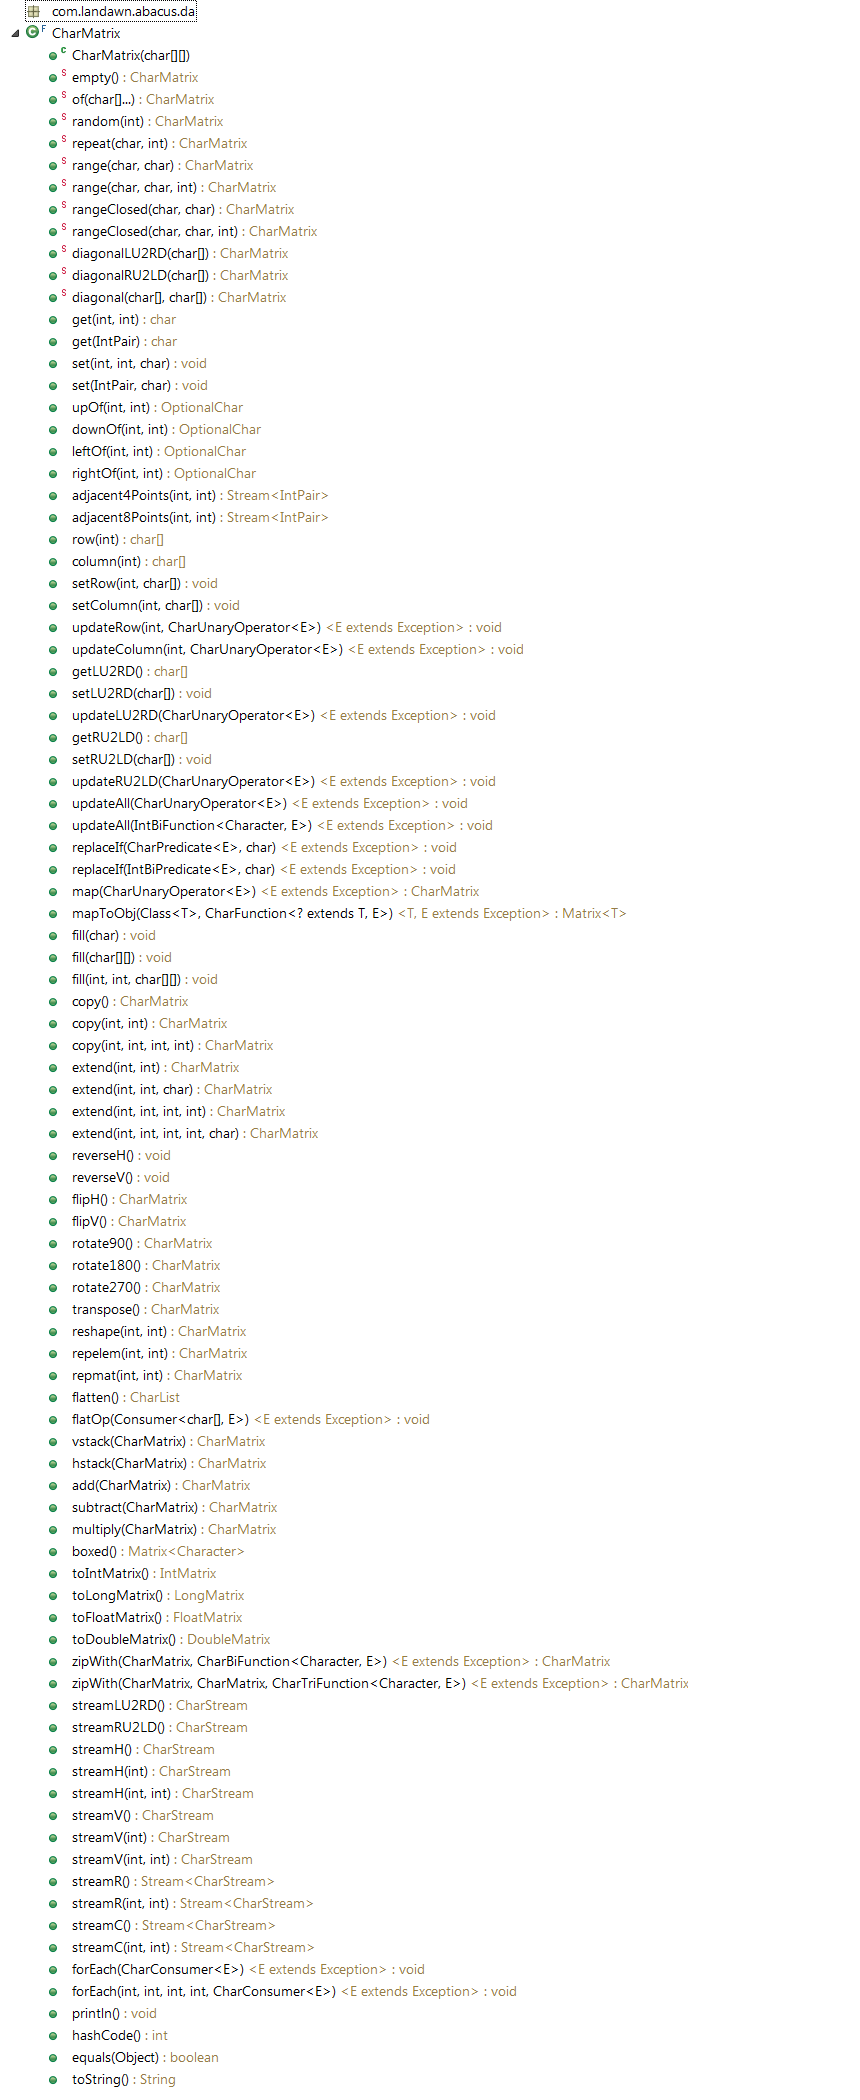 com.landawn.abacus.da
CharMatrix
CharMatrix(char[][])
empty() : CharMatrix
of(char[]...) : CharMatrix
random(int) : CharMatrix
repeat(char, int) : CharMatrix
range(char, char) : CharMatrix
range(char, char, int) : CharMatrix
rangeClosed(char, char) : CharMatrix
rangeClosed(char, char, int) : CharMatrix
diagonalLU2RD(char[]) : CharMatrix
diagonalRU2LD(char[]) : CharMatrix
diagonal(char[], char[]) : CharMatrix
get(int, int) : char
get(IntPair) : char
set(int, int, char) : void
set(IntPair, char) : void
upOf(int, int) : OptionalChar
downOf(int, int) : OptionalChar
leftOf(int, int) : OptionalChar
rightOf(int, int) : OptionalChar
adjacent4Points(int, int) : Stream<IntPair>
adjacent8Points(int, int) : Stream<IntPair>
row(int) : char[]
column(int) : char[]
setRow(int, char[]) : void
setColumn(int, char[]) : void
updateRow(int, CharUnaryOperator<E>) <E extends Exception> : void
updateColumn(int, CharUnaryOperator<E>) <E extends Exception> : void
getLU2RD() : char[]
setLU2RD(char[]) : void
updateLU2RD(CharUnaryOperator<E>) <E extends Exception> : void
getRU2LD() : char[]
setRU2LD(char[]) : void
updateRU2LD(CharUnaryOperator<E>) <E extends Exception> : void
updateAll(CharUnaryOperator<E>) <E extends Exception> : void
updateAll(IntBiFunction<Character, E>) <E extends Exception> : void
replaceIf(CharPredicate<E>, char) <E extends Exception> : void
replaceIf(IntBiPredicate<E>, char) <E extends Exception> : void
map(CharUnaryOperator<E>) <E extends Exception> : CharMatrix
mapToObj(Class<T>, CharFunction<? extends T, E>) <T, E extends Exception> : Matrix<T>
fill(char) : void
fill(char[][]) : void
fill(int, int, char[][]) : void
copy() : CharMatrix
copy(int, int) : CharMatrix
copy(int, int, int, int) : CharMatrix
extend(int, int) : CharMatrix
extend(int, int, char) : CharMatrix
extend(int, int, int, int) : CharMatrix
extend(int, int, int, int, char) : CharMatrix
reverseH() : void
reverseV() : void
flipH() : CharMatrix
flipV() : CharMatrix
rotate90() : CharMatrix
rotate180() : CharMatrix
rotate270() : CharMatrix
transpose() : CharMatrix
reshape(int, int) : CharMatrix
repelem(int, int) : CharMatrix
repmat(int, int) : CharMatrix
flatten() : CharList
flatOp(Consumer<char[], E>) <E extends Exception> : void
vstack(CharMatrix) : CharMatrix
hstack(CharMatrix) : CharMatrix
add(CharMatrix) : CharMatrix
subtract(CharMatrix) : CharMatrix
multiply(CharMatrix) : CharMatrix
boxed() : Matrix<Character>
toIntMatrix() : IntMatrix
toLongMatrix() : LongMatrix
toFloatMatrix() : FloatMatrix
toDoubleMatrix() : DoubleMatrix
zipWith(CharMatrix, CharBiFunction<Character, E>) <E extends Exception> : CharMatrix
zipWith(CharMatrix, CharMatrix, CharTriFunction<Character, E>) <E extends Exception> : CharMatrix
streamLU2RD() : CharStream
streamRU2LD() : CharStream
streamH() : CharStream
streamH(int) : CharStream
streamH(int, int) : CharStream
streamV() : CharStream
streamV(int) : CharStream
streamV(int, int) : CharStream
streamR() : Stream<CharStream>
streamR(int, int) : Stream<CharStream>
streamC() : Stream<CharStream>
streamC(int, int) : Stream<CharStream>
forEach(CharConsumer<E>) <E extends Exception> : void
forEach(int, int, int, int, CharConsumer<E>) <E extends Exception> : void
println() : void
hashCode() : int
equals(Object) : boolean
toString() : String